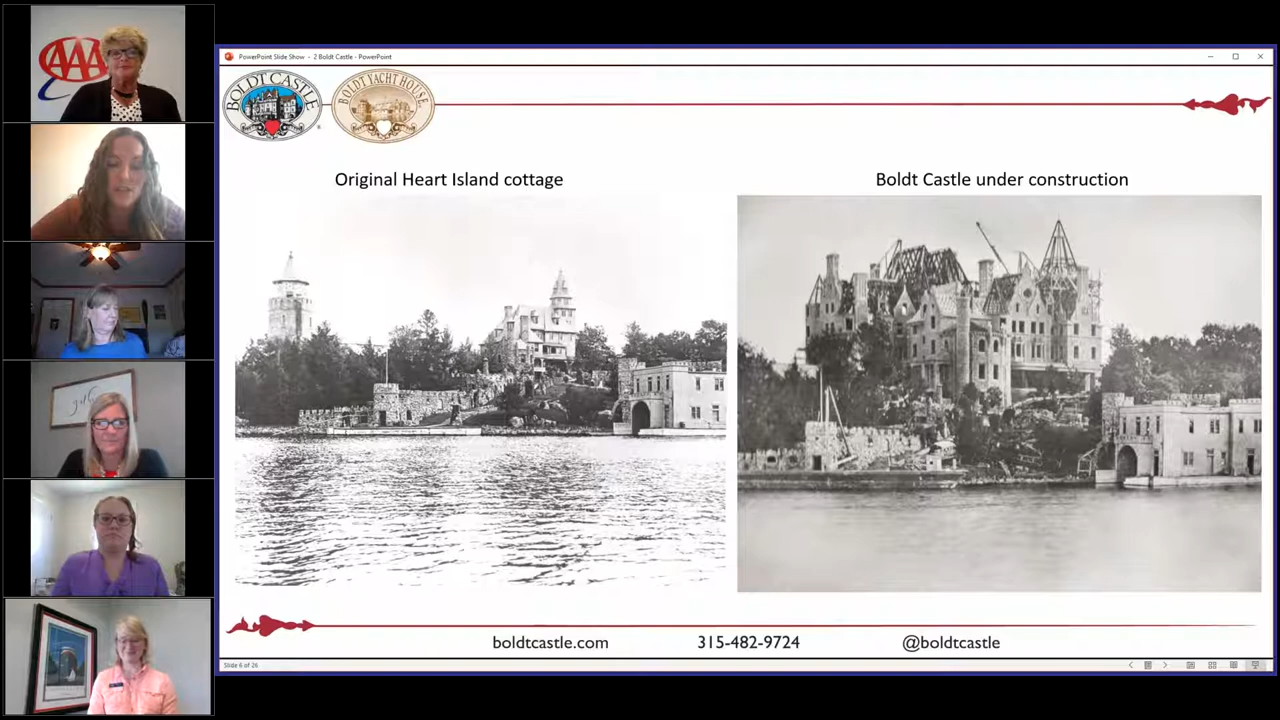 AAA
PowerPoint Slide Show - 2 Boldt Castle - PowerPoint
BOLDT CASTLE
BOLDT YACHT HOUSE
Original Heart Island cottage
Boldt Castle under construction
boldtcastle.com
315-482-9724
@boldtcastle
Slide 6 of 26